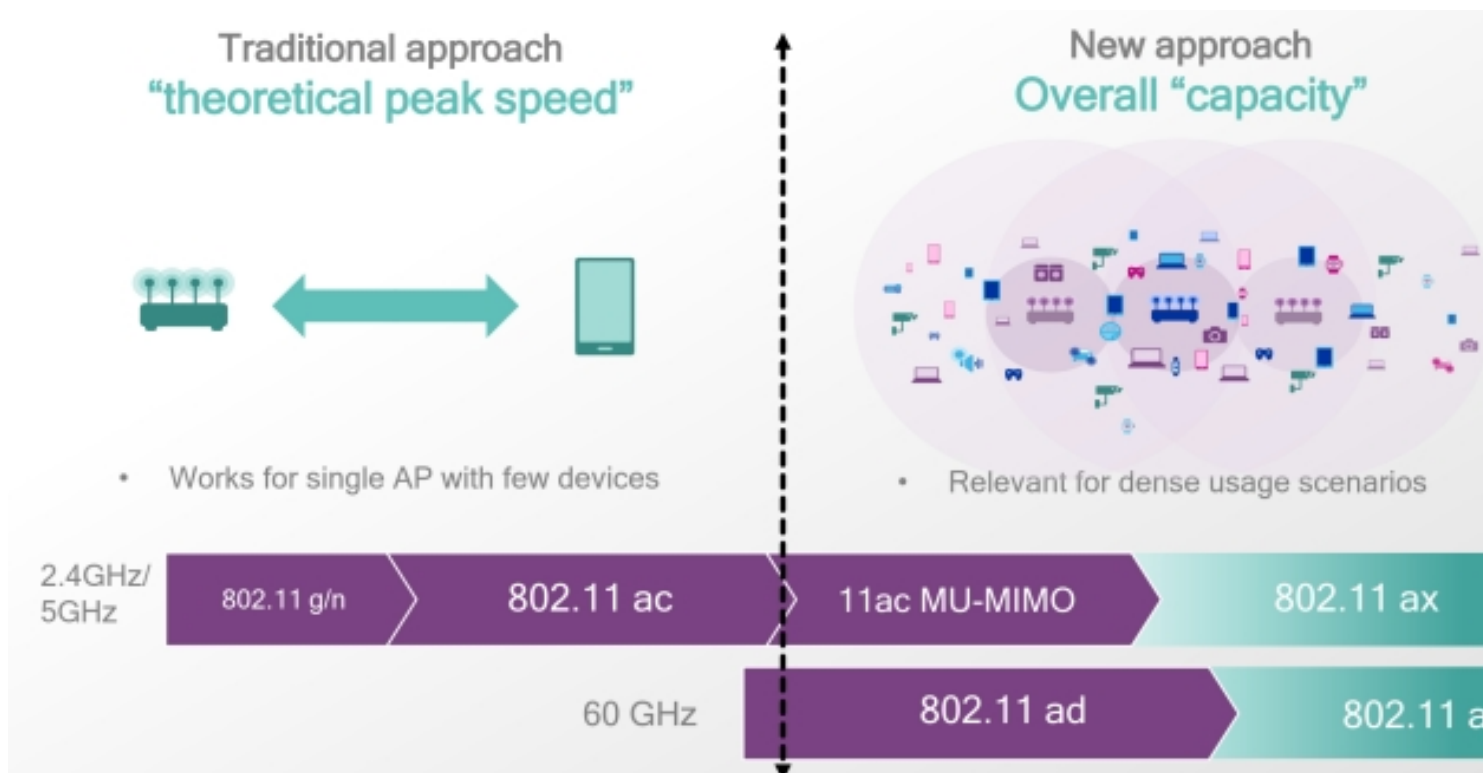 Traditional approach
“theoretical peak speed”
New approach
Overall “capacity”
• Works for single AP with few devices
• Relevant for dense usage scenarios
2.4GHz/
5GHz
802.11 g/n
802.11 ac
11ac MU-MIMO
802.11 ax
60 GHz
802.11 ad
802.11